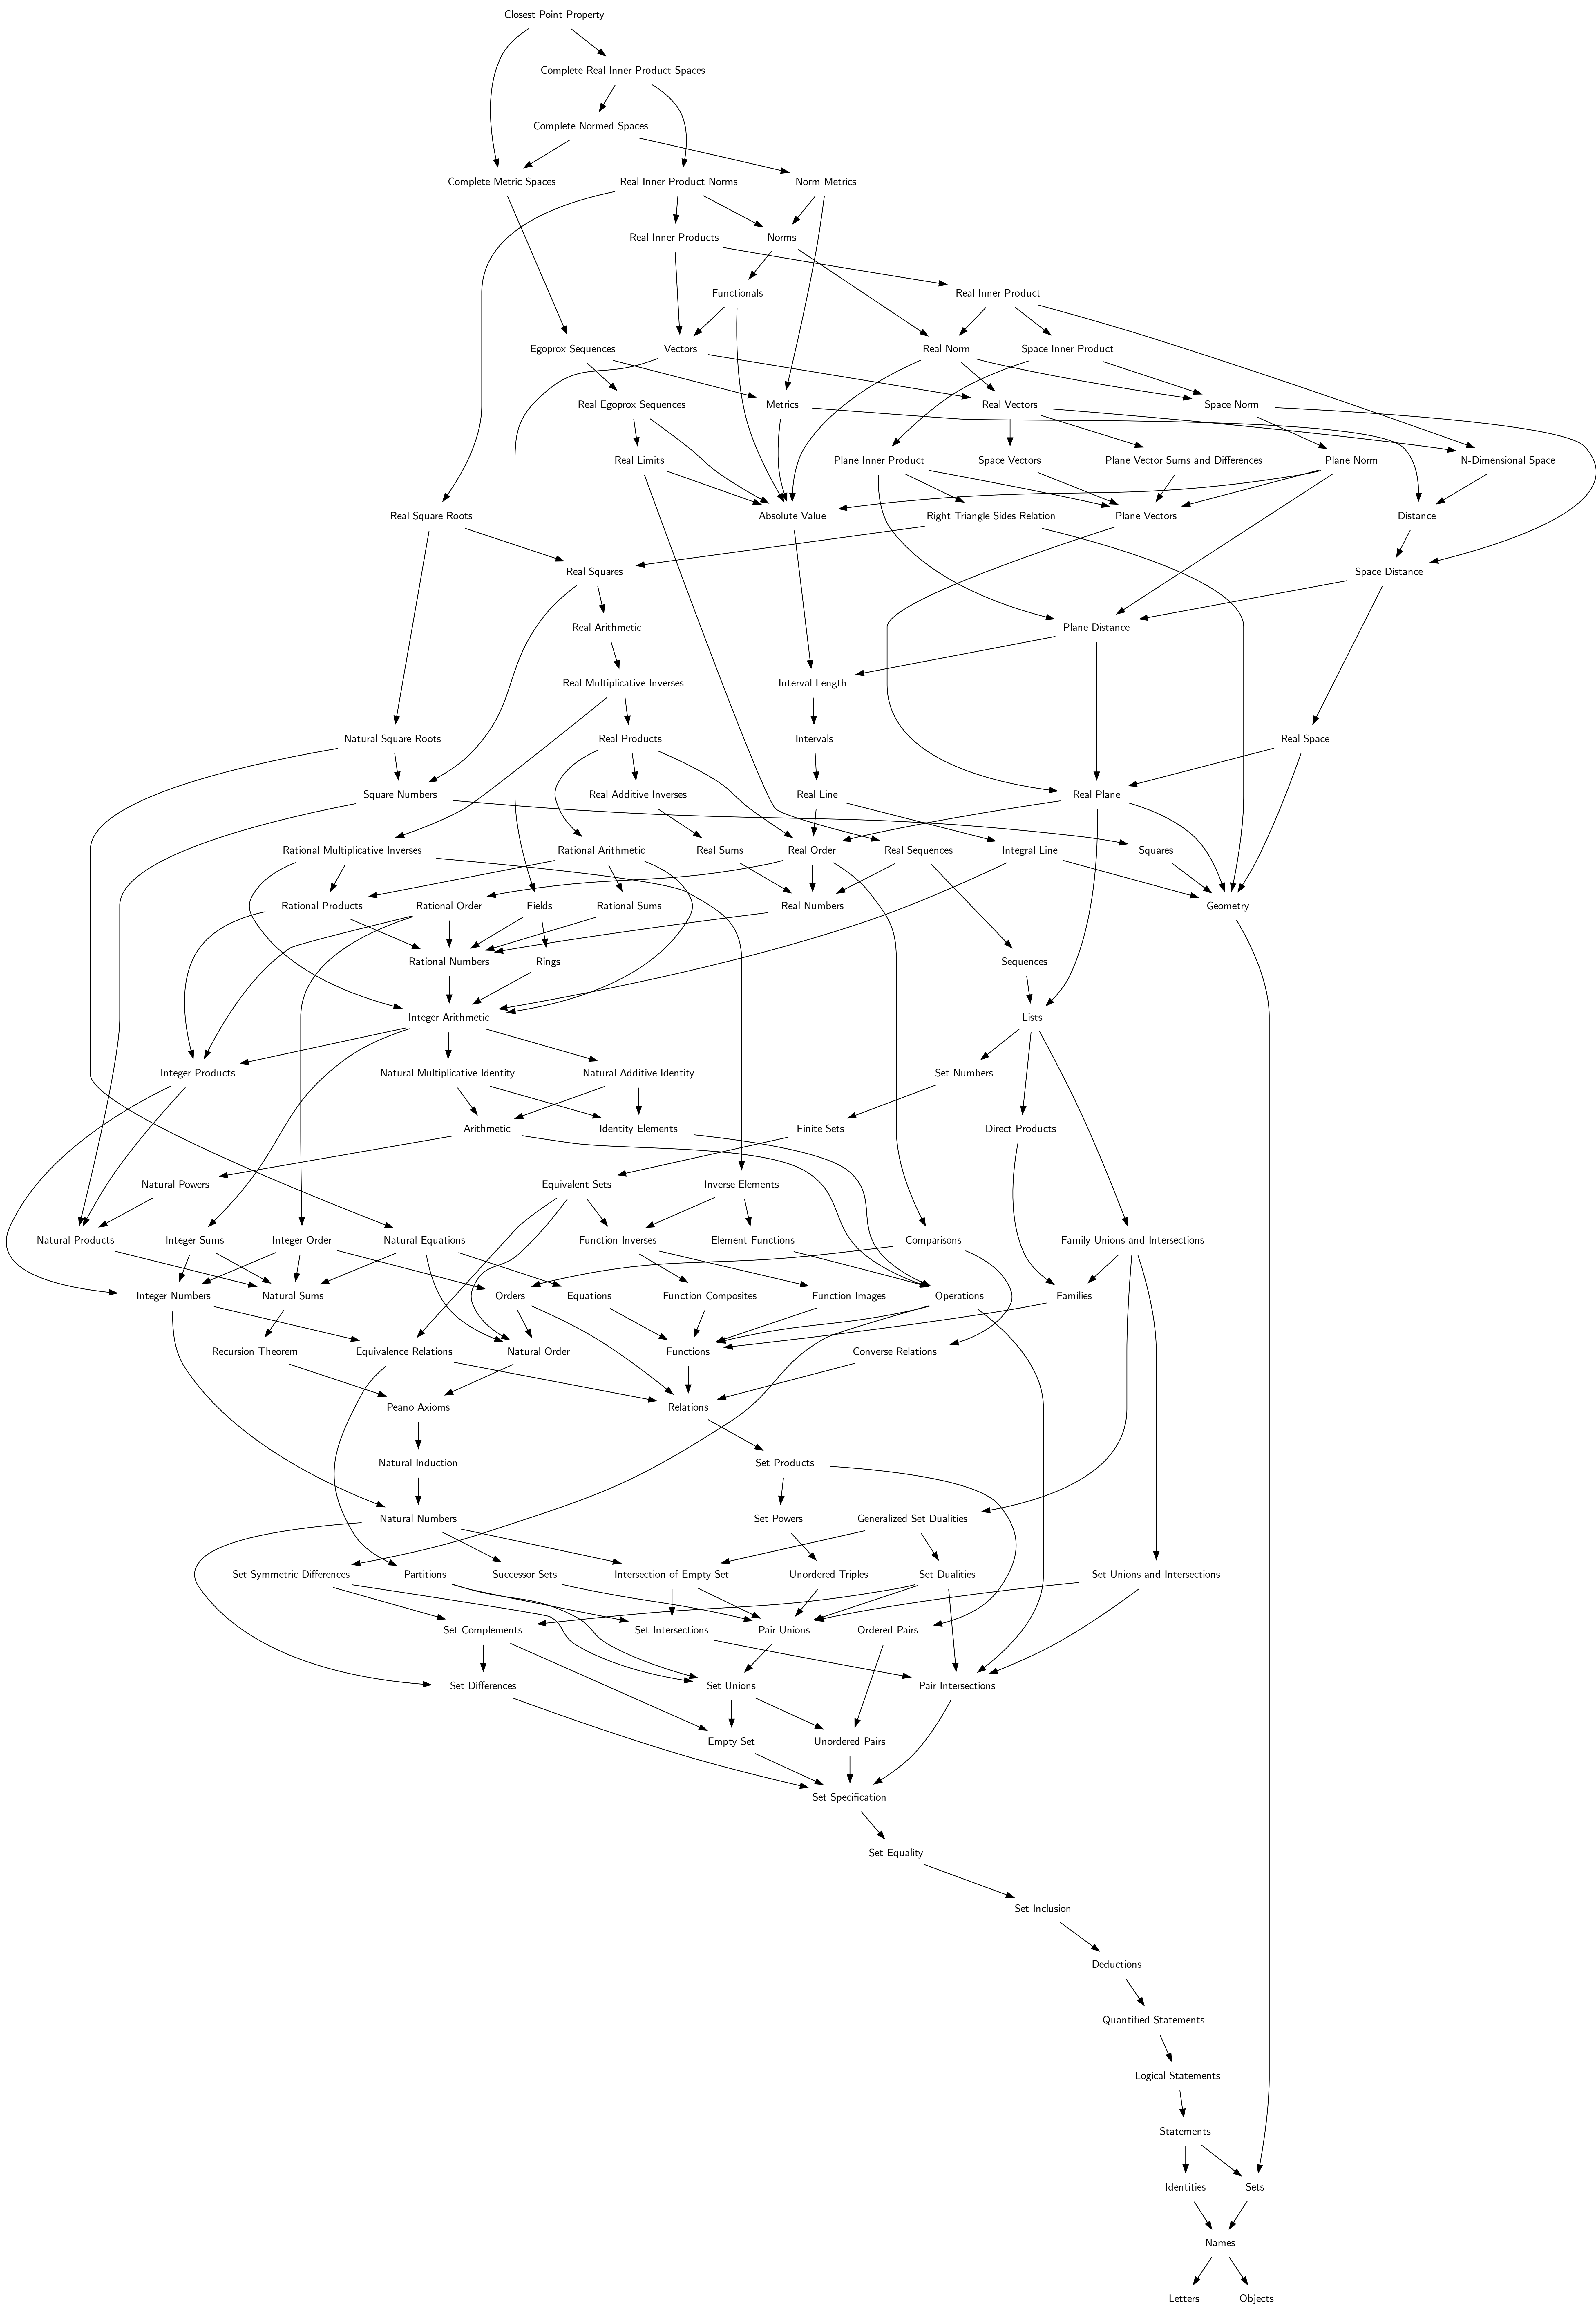 Closest Point Property
Complete Real Inner Product Spaces
Complete Normed Spaces
Complete Metric Spaces
Real Inner Product Norms
Norm Metrics
Real Inner Products
Norms
Functionals
Real Inner Product
Egoprox Sequences
Vectors
Real Norm
Space Inner Product
Real Egoprox Sequences
Metrics
Real Vectors
Space Norm
Real Limits
Plane Inner Product
Space Vectors
Plane Vector Sums and Differences
Plane Norm
N-Dimensional Space
Real Square Roots
Absolute Value
Right Triangle Sides Relation
Plane Vectors
Distance
Real Squares
Space Distance
Real Arithmetic
Plane Distance
Real Multiplicative Inverses
Interval Length
Natural Square Roots
Real Products
Intervals
Real Space
Square Numbers
Real Additive Inverses
Real Line
Real Plane
Rational Multiplicative Inverses
Rational Arithmetic
Real Sums
Real Order
Real Sequences
Integral Line
Squares
Rational Products
Rational Order
Fields
Rational Sums
Real Numbers
Geometry
Rational Numbers
Rings
Sequences
Integer Arithmetic
Lists
Integer Products
Natural Multiplicative Identity
Natural Additive Identity
Set Numbers
Arithmetic
Identity Elements
Finite Sets
Direct Products
Natural Powers
Equivalent Sets
Inverse Elements
Natural Products
Integer Sums
Integer Order
Natural Equations
Function Inverses
Element Functions
Comparisons
Family Unions and Intersections
Integer Numbers
Natural Sums
Orders
Equations
Function Composites
Function Images
Operations
Families
Recursion Theorem
Equivalence Relations
Natural Order
Functions
Converse Relations
Peano Axioms
Relations
Natural Induction
Set Products
Natural Numbers
Set Powers
Generalized Set Dualities
Set Symmetric Differences
Partitions
Successor Sets
Intersection of Empty Set
Unordered Triples
Set Dualities
Set Unions and Intersections
Set Complements
Set Intersections
Pair Unions
Ordered Pairs
Set Differences
Set Unions
Pair Intersections
Empty Set
Unordered Pairs
Set Specification
Set Equality
Set Inclusion
Deductions
Quantified Statements
Logical Statements
Statements
Identities
Sets
Names
Letters
Objects